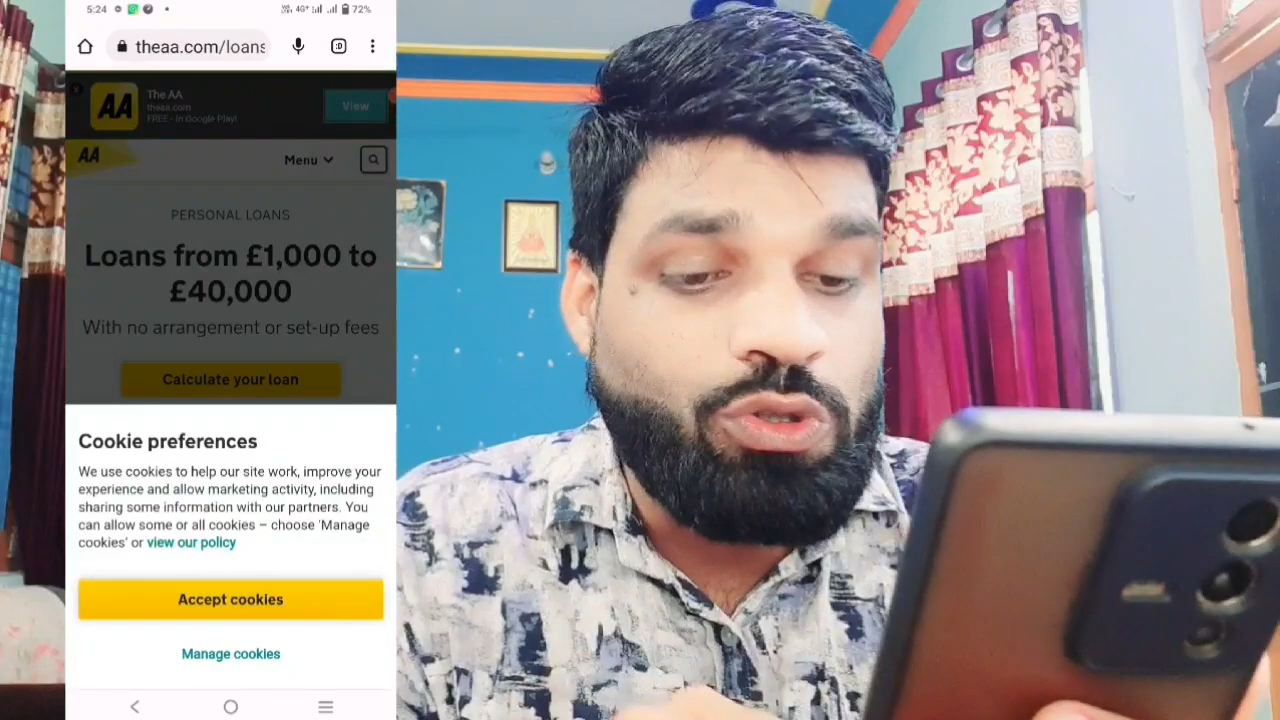 5:24
4G+
72%
theaa.com/loans
AA
The AA
theaa.com
FREE - In Google Play!
View
AA
Menu
PERSONAL LOANS
Loans from £1,000 to
£40,000
With no arrangement or set-up fees
Calculate your loan
Cookie preferences
We use cookies to help our site work, improve your
experience and allow marketing activity, including
sharing some information with our partners. You
can allow some or all cookies – choose 'Manage
cookies' or view our policy
Accept cookies
Manage cookies